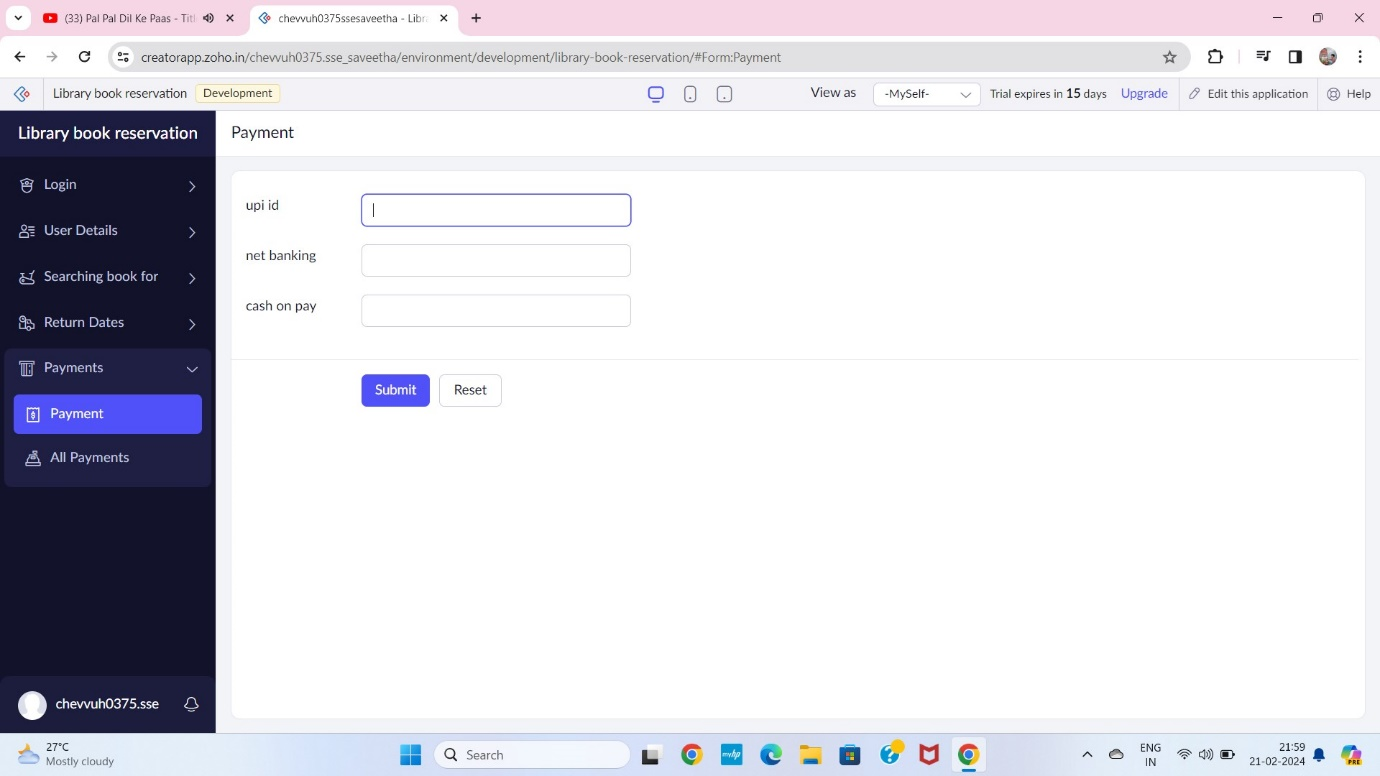 (33) Pal Pal Dil Ke Paas - Titl
chevvuh0375ssesaveetha - Libra
creatorapp.zoho.in/chevvuh0375.sse_saveetha/environment/development/library-book-reservation/#Form:Payment
Library book reservation Development View as -MySelf- Trial expires in 15 days Upgrade Edit this application Help
Library book reservation
Payment
Login
User Details
Searching book for
Return Dates
Payments
Payment
All Payments
upi id
net banking
cash on pay
Submit Reset
chevvuh0375.sse
27°C
Mostly cloudy
Search
myhp
ENG
IN
21:59
21-02-2024
PRE